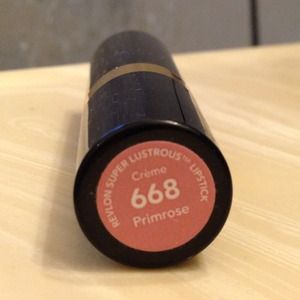 REVLON SUPER LUSTROUS™ LIPSTICK
Crème
668
Primrose